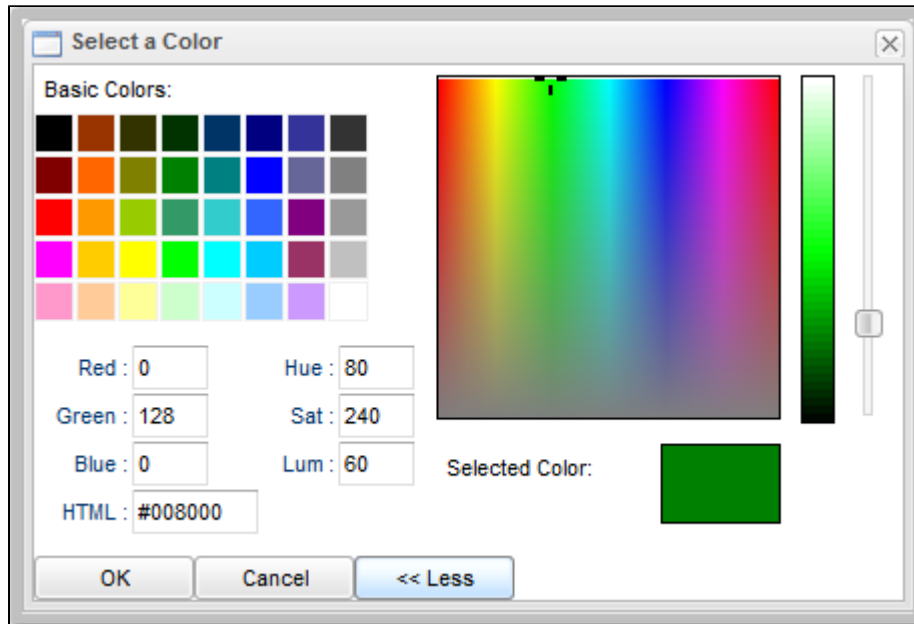 Select a Color
Basic Colors:
Red : 0
Hue : 80
Green : 128
Sat : 240
Blue : 0
Lum : 60
HTML : #008000
Selected Color:
OK
Cancel
<< Less